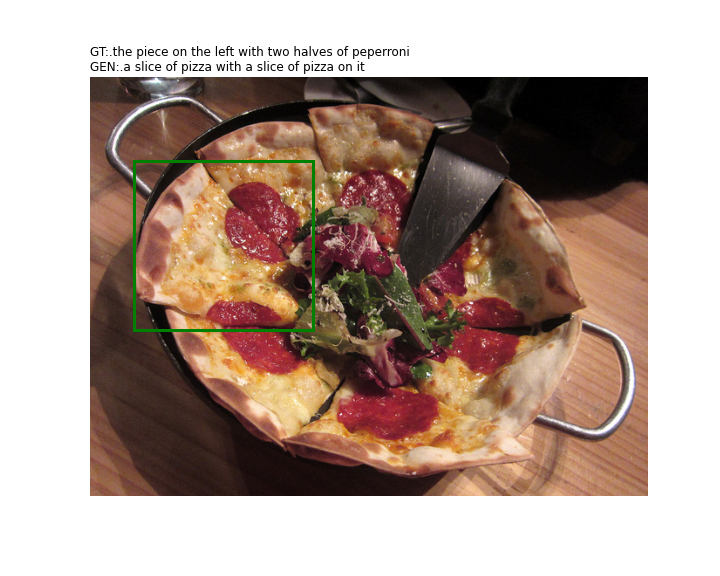 GT:.the piece on the left with two halves of peperroni
GEN:.a slice of pizza with a slice of pizza on it